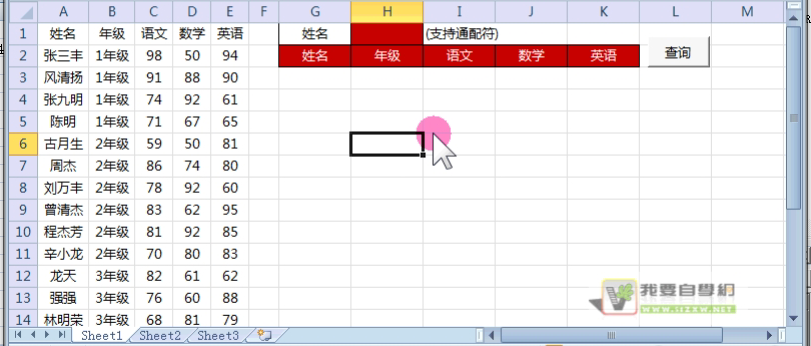 A B C D E F G H I J K L M
1 姓名 年级 语文 数学 英语 姓名 (支持通配符)
2 张三丰 1年级 98 50 94 姓名 年级 语文 数学 英语 查询
3 风清扬 1年级 91 88 90
4 张九明 1年级 74 92 61
5 陈明 1年级 71 67 65
6 古月生 2年级 59 50 81
7 周杰 2年级 86 74 80
8 刘万丰 2年级 78 92 60
9 曾清杰 2年级 83 62 95
10 程杰芳 2年级 81 92 85
11 辛小龙 2年级 70 80 83
12 龙天 3年级 82 61 62
13 强强 3年级 76 60 88
14 林明荣 3年级 68 81 79
我要自學網
WWW.51ZXW.NET
Sheet1 Sheet2 Sheet3